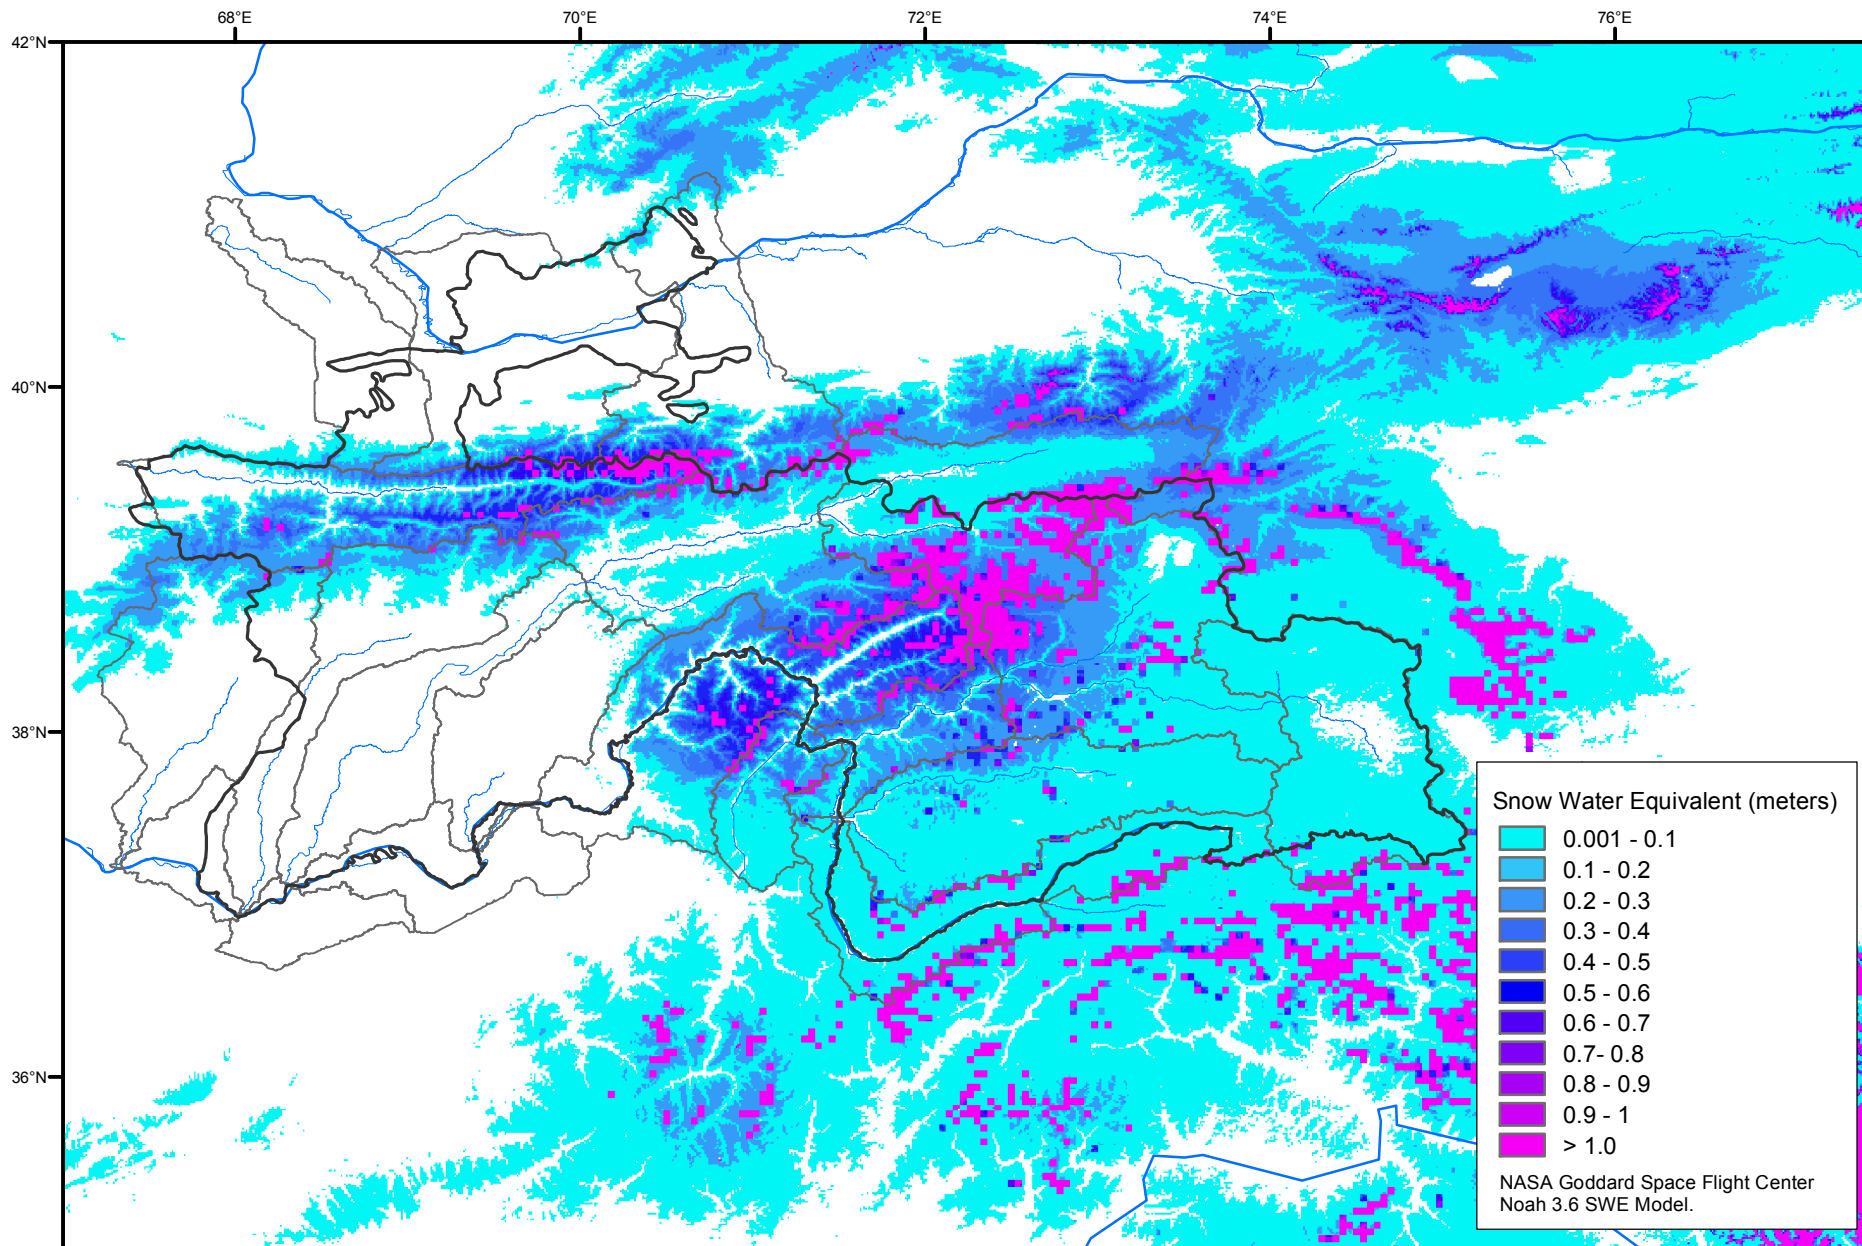 68°E
70°E
72°E
74°E
76°E
42°N
40°N
38°N
36°N
Snow Water Equivalent (meters)
0.001 - 0.1
0.1 - 0.2
0.2 - 0.3
0.3 - 0.4
0.4 - 0.5
0.5 - 0.6
0.6 - 0.7
0.7- 0.8
0.8 - 0.9
0.9 - 1
> 1.0
NASA Goddard Space Flight Center
Noah 3.6 SWE Model.